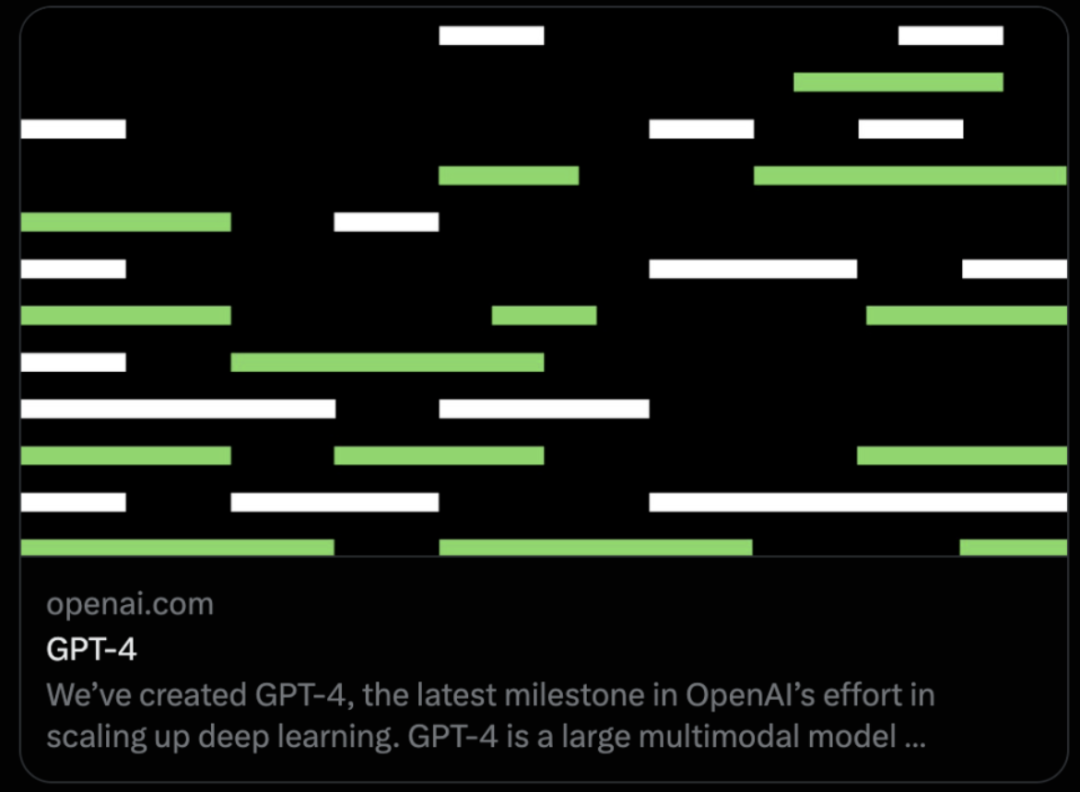 openai.com
GPT-4
We’ve created GPT-4, the latest milestone in OpenAI’s effort in
scaling up deep learning. GPT-4 is a large multimodal model ...